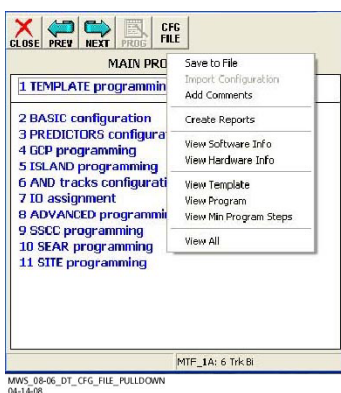 CLOSE PREV NEXT PROG CFG FILE
MAIN PRO
1 TEMPLATE programmin
2 BASIC configuration
3 PREDICTORS configura
4 GCP programming
5 ISLAND programming
6 AND tracks configurati
7 IO assignment
8 ADVANCED programmi
9 SSCC programming
10 SEAR programming
11 SITE programming
Save to File
Import Configuration
Add Comments
Create Reports
View Software Info
View Hardware Info
View Template
View Program
View Min Program Steps
View All
MTF_1A: 6 Trk Bi
MWS_08-06_DT_CFG_FILE_PULLDOWN
04-14-08